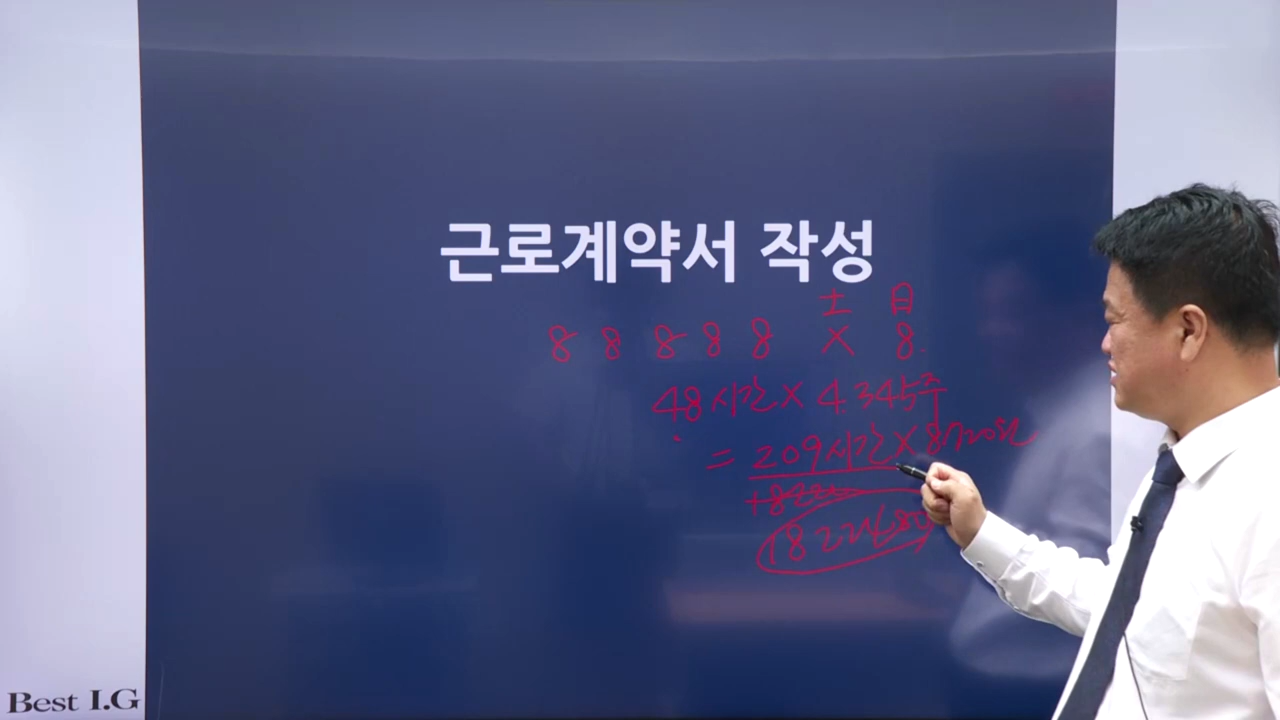 근로계약서 작성
土 日
8 8 8 8 8 X 8.
48시간 X 4.345주
= 209시간 X 8720원
Best I.G